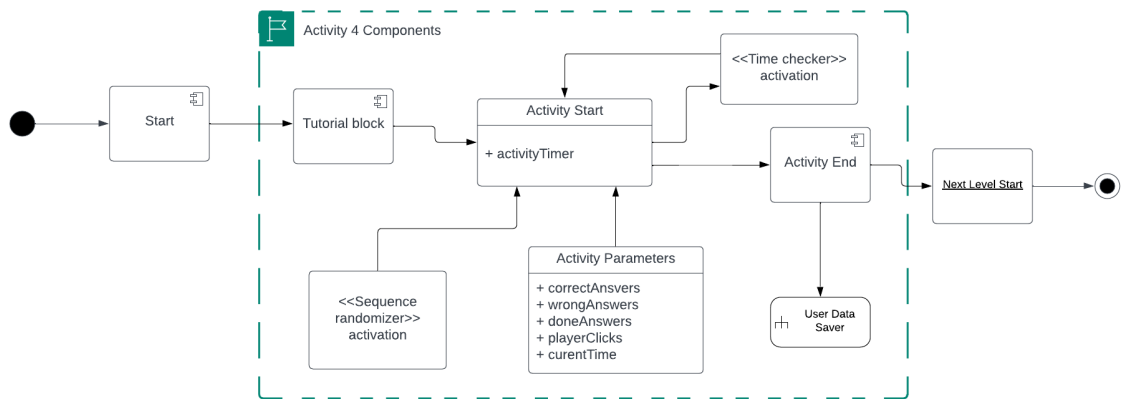 Activity 4 Components
Start
Tutorial block
Activity Start
+ activityTimer
<<Time checker>>
activation
Activity End
Next Level Start
<<Sequence
randomizer>>
activation
Activity Parameters
+ correctAnsvers
+ wrongAnswers
+ doneAnswers
+ playerClicks
+ curentTime
User Data
Saver